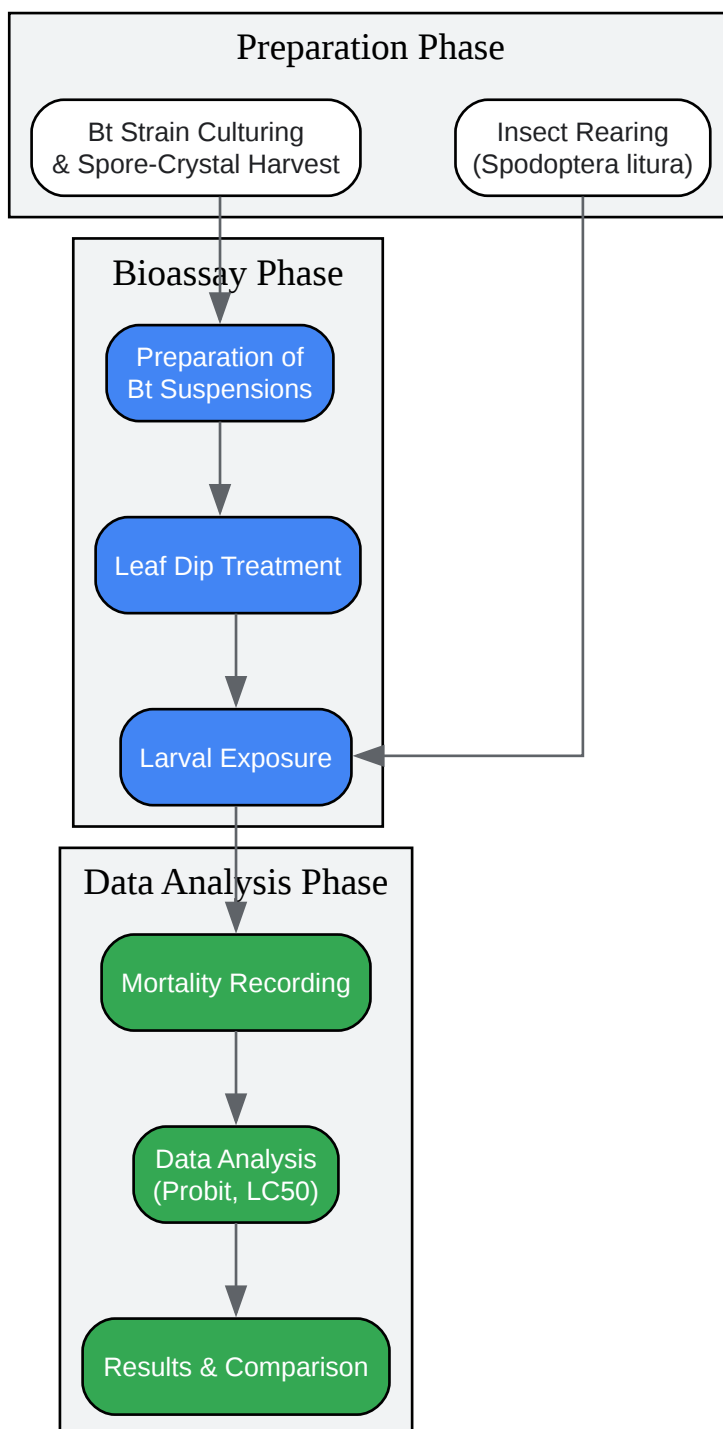 Preparation Phase
Bt Strain Culturing
& Spore-Crystal Harvest
Insect Rearing
(Spodoptera litura)
Bioassay Phase
Preparation of
Bt Suspensions
Leaf Dip Treatment
Larval Exposure
Data Analysis Phase
Mortality Recording
Data Analysis
(Probit, LC50)
Results & Comparison